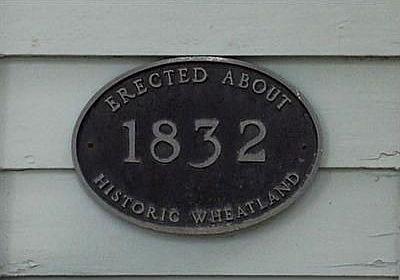 ERECTED ABOUT
1832
HISTORIC WHEATLAND